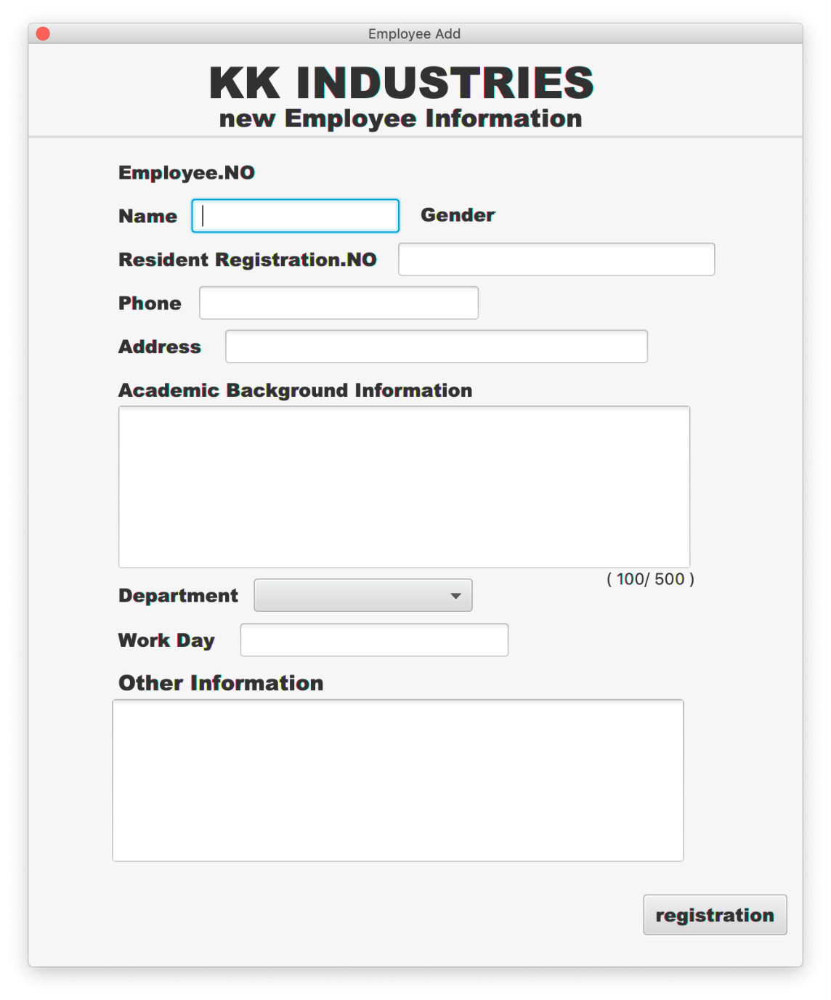 Employee Add
KK INDUSTRIES
new Employee Information
Employee.NO
Name Gender
Resident Registration.NO
Phone
Address
Academic Background Information
( 100/ 500 )
Department
Work Day
Other Information
registration